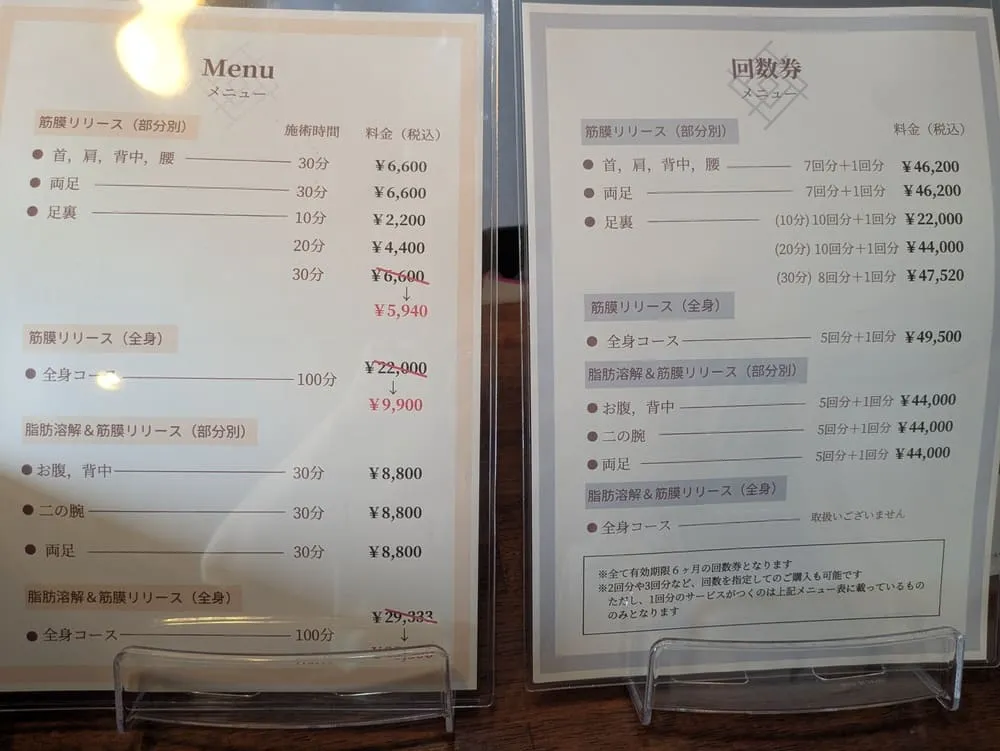 Menu
メニュー
筋膜リリース（部分別） 施術時間 料金（税込）
● 首，肩，背中，腰 30分 ¥6,600
● 両足 30分 ¥6,600
● 足裏 10分 ¥2,200
20分 ¥4,400
30分 ¥6,600
↓
¥5,940
筋膜リリース（全身）
● 全身コース 100分 ¥22,000
↓
¥9,900
脂肪溶解＆筋膜リリース（部分別）
● お腹，背中 30分 ¥8,800
● 二の腕 30分 ¥8,800
● 両足 30分 ¥8,800
脂肪溶解＆筋膜リリース（全身）
● 全身コース 100分 ¥29,333
↓
回数券
メニュー
筋膜リリース（部分別） 料金（税込）
● 首，肩，背中，腰 7回分＋1回分 ¥46,200
● 両足 7回分＋1回分 ¥46,200
● 足裏 (10分) 10回分＋1回分 ¥22,000
(20分) 10回分＋1回分 ¥44,000
(30分) 8回分＋1回分 ¥47,520
筋膜リリース（全身）
● 全身コース 5回分＋1回分 ¥49,500
脂肪溶解＆筋膜リリース（部分別）
● お腹，背中 5回分＋1回分 ¥44,000
● 二の腕 5回分＋1回分 ¥44,000
● 両足 5回分＋1回分 ¥44,000
脂肪溶解＆筋膜リリース（全身）
● 全身コース 取扱いございません
※全て有効期限６ヶ月の回数券となります
※2回分や3回分など、回数を指定してのご購入も可能です
ただし、1回分のサービスがつくのは上記メニュー表に載っているもの
のみとなります